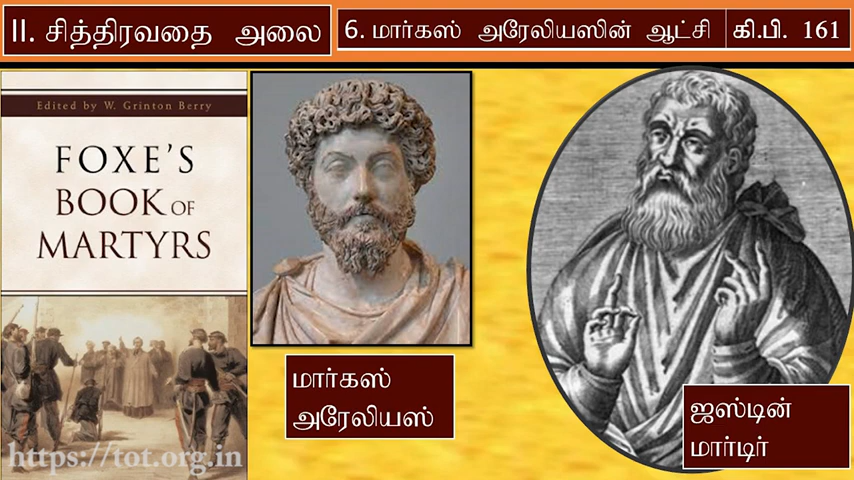 II. சித்திரவதை அலை
6. மார்கஸ் அரேலியஸின் ஆட்சி கி.பி. 161
Edited by W. Grinton Berry
FOXE'S
BOOK OF
MARTYRS
மார்கஸ்
அரேலியஸ்
ஜஸ்டின்
மார்டிர்
https://tot.org.in